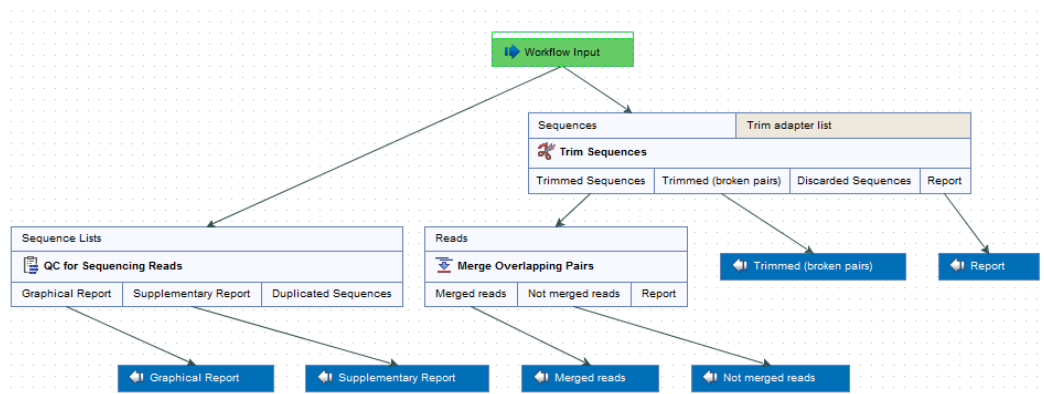 Workflow Input
Sequences Trim adapter list
Trim Sequences
Trimmed Sequences Trimmed (broken pairs) Discarded Sequences Report
Sequence Lists
QC for Sequencing Reads
Graphical Report Supplementary Report Duplicated Sequences
Reads
Merge Overlapping Pairs
Merged reads Not merged reads Report
Trimmed (broken pairs)
Report
Graphical Report
Supplementary Report
Merged reads
Not merged reads